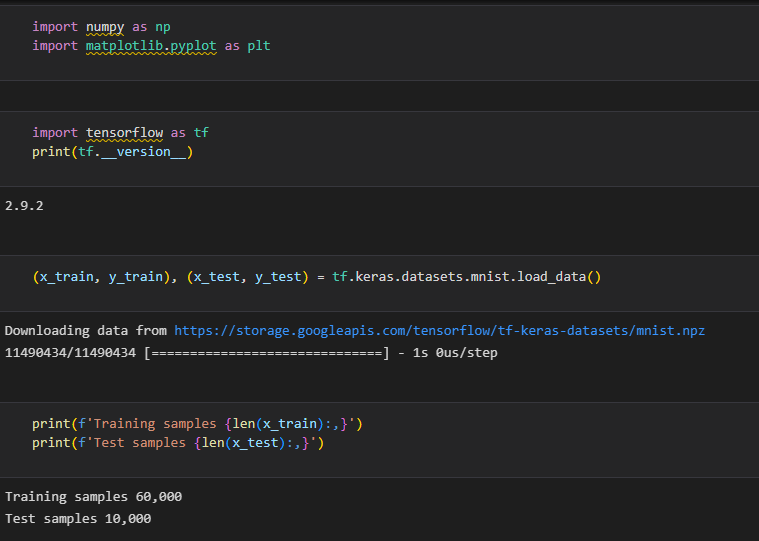 import numpy as np
import matplotlib.pyplot as plt
import tensorflow as tf
print(tf.__version__)
2.9.2
(x_train, y_train), (x_test, y_test) = tf.keras.datasets.mnist.load_data()
Downloading data from https://storage.googleapis.com/tensorflow/tf-keras-datasets/mnist.npz
11490434/11490434 [==============================] - 1s 0us/step
print(f'Training samples {len(x_train):,}')
print(f'Test samples {len(x_test):,}')
Training samples 60,000
Test samples 10,000